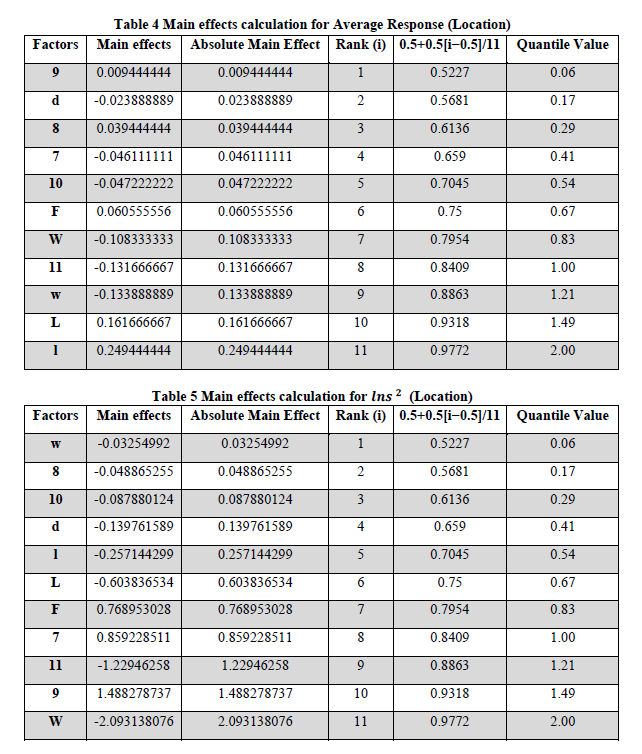 Table 4 Main effects calculation for Average Response (Location)
Factors Main effects Absolute Main Effect Rank (i) 0.5+0.5[i−0.5]/11 Quantile Value
9 0.009444444 0.009444444 1 0.5227 0.06
d -0.023888889 0.023888889 2 0.5681 0.17
8 0.039444444 0.039444444 3 0.6136 0.29
7 -0.046111111 0.046111111 4 0.659 0.41
10 -0.047222222 0.047222222 5 0.7045 0.54
F 0.060555556 0.060555556 6 0.75 0.67
W -0.108333333 0.108333333 7 0.7954 0.83
11 -0.131666667 0.131666667 8 0.8409 1.00
w -0.133888889 0.133888889 9 0.8863 1.21
L 0.161666667 0.161666667 10 0.9318 1.49
l 0.249444444 0.249444444 11 0.9772 2.00
Table 5 Main effects calculation for lns ² (Location)
Factors Main effects Absolute Main Effect Rank (i) 0.5+0.5[i−0.5]/11 Quantile Value
w -0.03254992 0.03254992 1 0.5227 0.06
8 -0.048865255 0.048865255 2 0.5681 0.17
10 -0.087880124 0.087880124 3 0.6136 0.29
d -0.139761589 0.139761589 4 0.659 0.41
l -0.257144299 0.257144299 5 0.7045 0.54
L -0.603836534 0.603836534 6 0.75 0.67
F 0.768953028 0.768953028 7 0.7954 0.83
7 0.859228511 0.859228511 8 0.8409 1.00
11 -1.22946258 1.22946258 9 0.8863 1.21
9 1.488278737 1.488278737 10 0.9318 1.49
W -2.093138076 2.093138076 11 0.9772 2.00